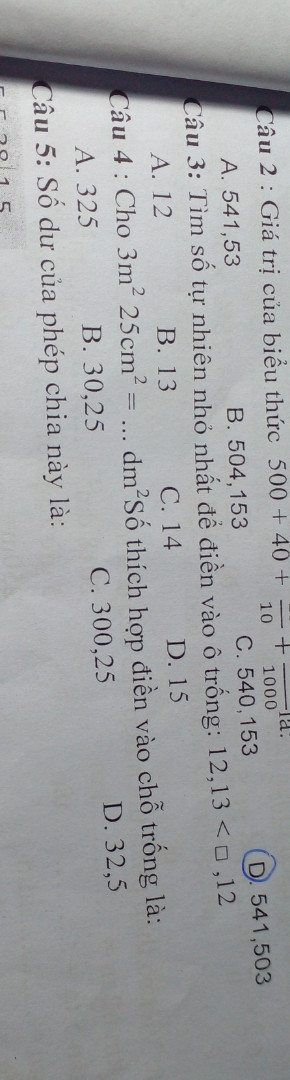 Câu 2 : Giá trị của biểu thức 500 + 40 + — 10 + — 1000 là:
A. 541,53 B. 504,153 C. 540,153 D. 541,503
Câu 3: Tìm số tự nhiên nhỏ nhất để điền vào ô trống: 12,13 < □ ,12
A. 12 B. 13 C. 14 D. 15
Câu 4 : Cho 3m² 25cm² = ... dm²Số thích hợp điền vào chỗ trống là:
A. 325 B. 30,25 C. 300,25 D. 32,5
Câu 5: Số dư của phép chia này là: